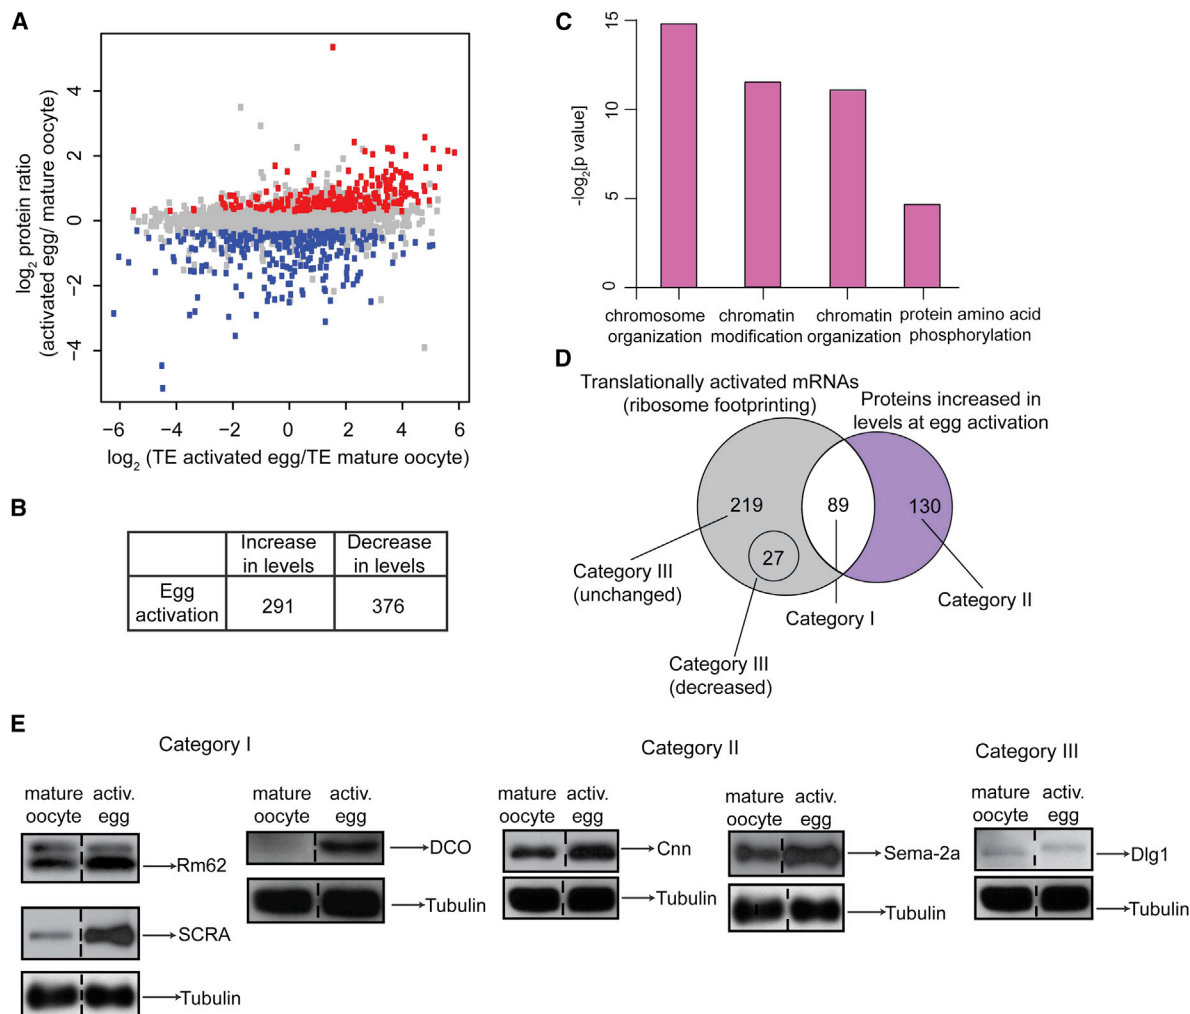 A
log2 protein ratio
(activated egg/ mature oocyte)
4
2
0
−2
−4
−6 −4 −2 0 2 4 6
log2 (TE activated egg/TE mature oocyte)
B
Increase in levels
Decrease in levels
Egg activation
291
376
C
-log2[p value]
15
10
5
0
chromosome organization
chromatin modification
chromatin organization
protein amino acid phosphorylation
D
Translationally activated mRNAs
(ribosome footprinting)
Proteins increased in
levels at egg activation
219
89
130
27
Category III
(unchanged)
Category I
Category II
Category III
(decreased)
E
Category I
mature oocyte
activ. egg
Rm62
SCRA
Tubulin
mature oocyte
activ. egg
DCO
Tubulin
Category II
mature oocyte
activ. egg
Cnn
Tubulin
mature oocyte
activ. egg
Sema-2a
Tubulin
Category III
mature oocyte
activ. egg
Dlg1
Tubulin